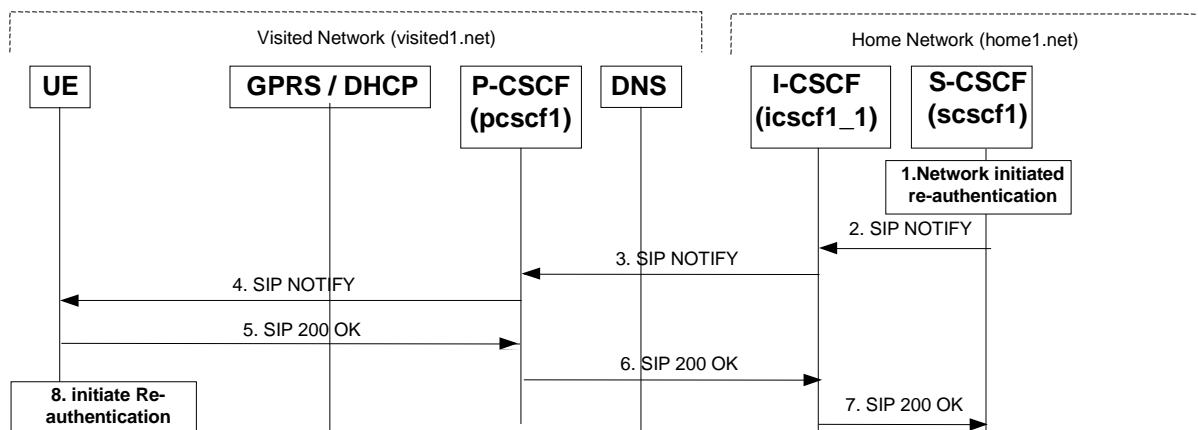 Visited Network (visited1.net)
Home Network (home1.net)
UE
GPRS / DHCP
P-CSCF
(pcscf1)
DNS
I-CSCF
(icscf1_1)
S-CSCF
(scscf1)
1.Network initiated
re-authentication
2. SIP NOTIFY
3. SIP NOTIFY
4. SIP NOTIFY
5. SIP 200 OK
6. SIP 200 OK
7. SIP 200 OK
8. initiate Re-
authentication